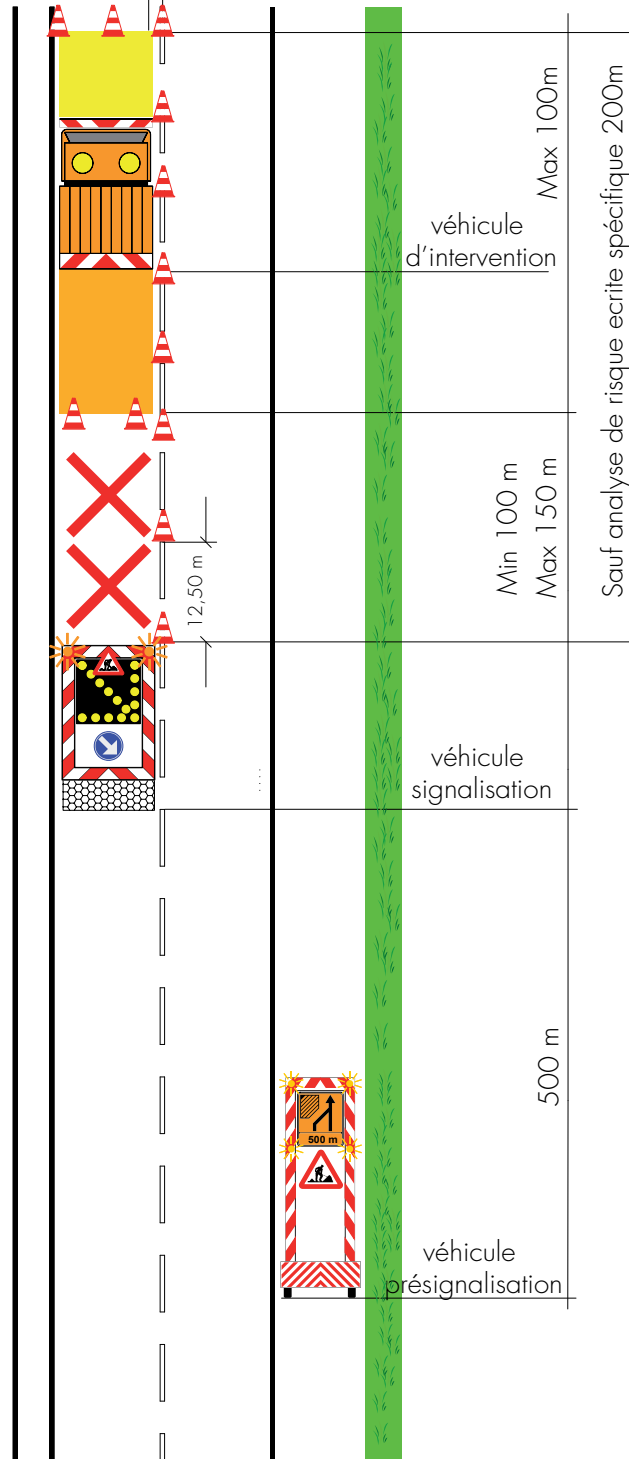 Max 100m
Sauf analyse de risque ecrite spécifique 200m
véhicule
d'intervention
Min 100 m
Max 150 m
12,50 m
véhicule
signalisation
500 m
500 m
véhicule
présignalisation